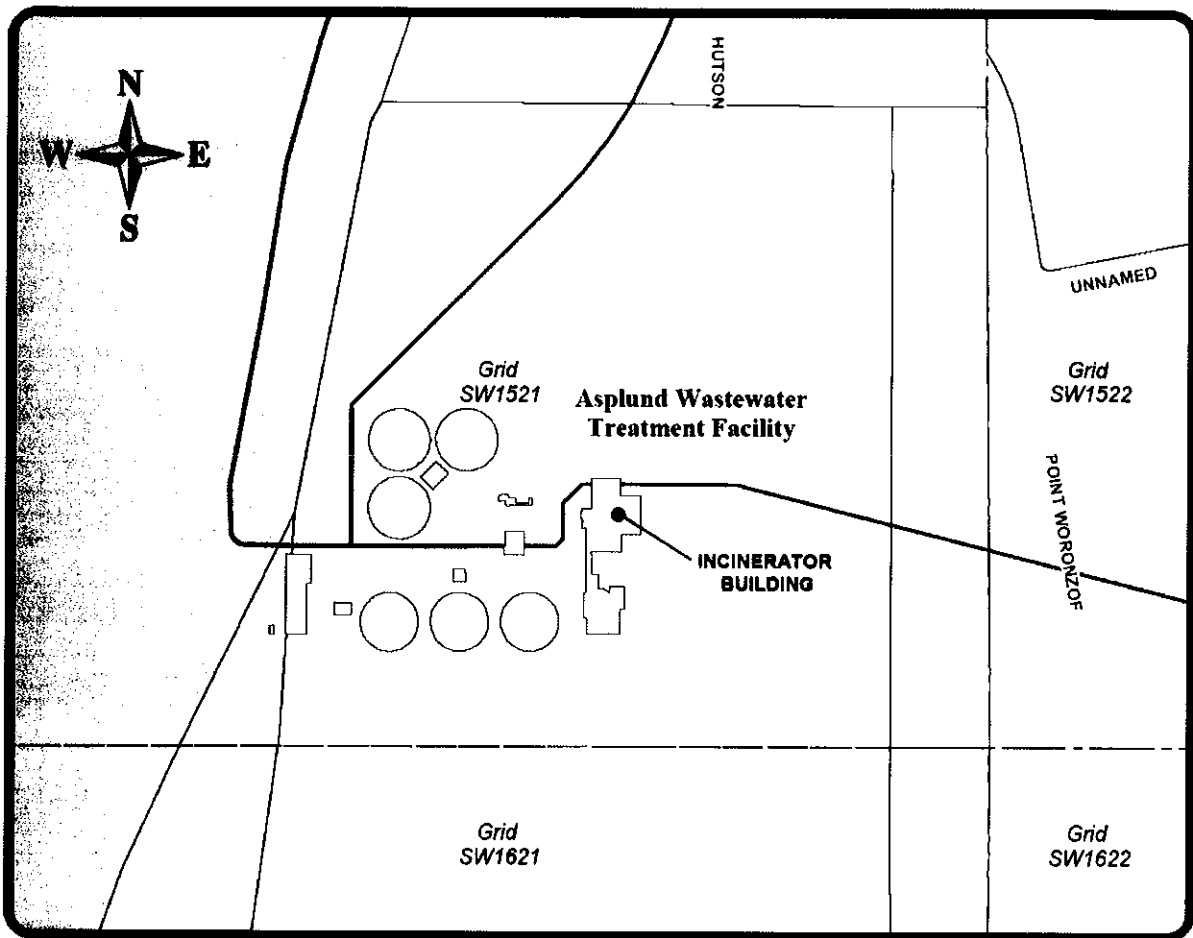 HUTSON
N
W E
S
UNNAMED
Grid
SW1521
Asplund Wastewater
Treatment Facility
Grid
SW1522
POINT WORONZOF
INCINERATOR
BUILDING
Grid
SW1621
Grid
SW1622